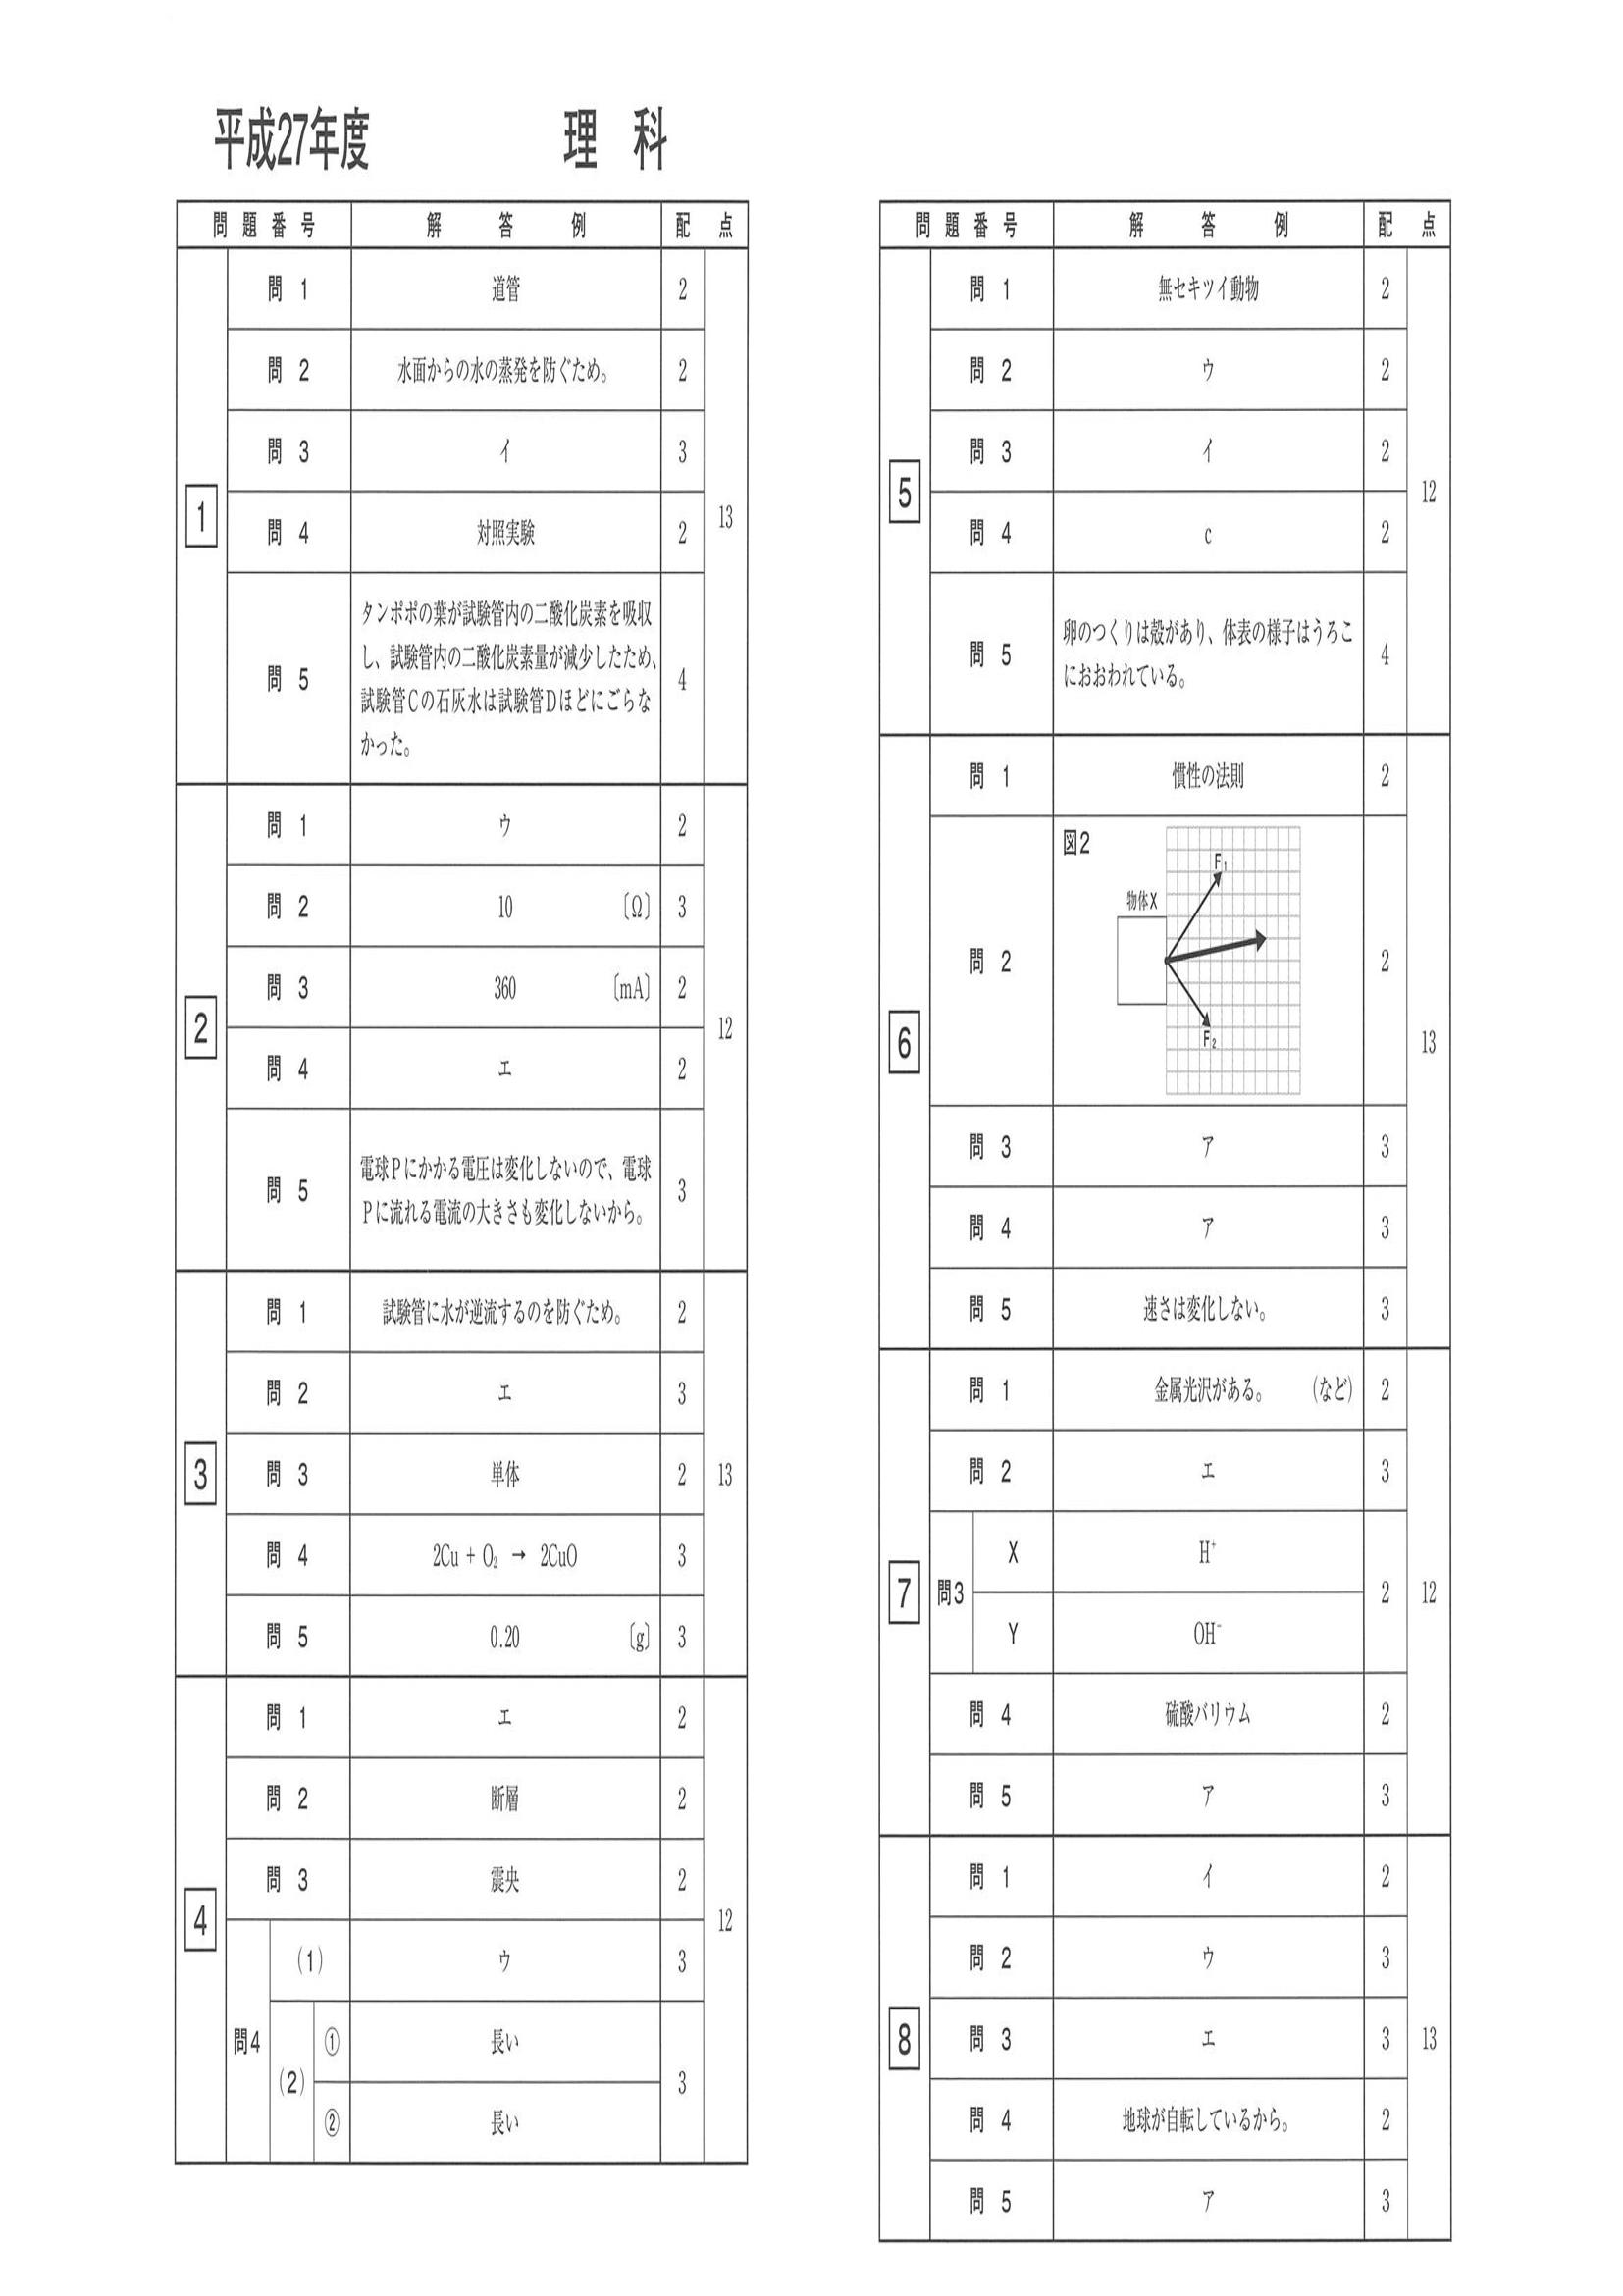 平成27年度　理　科
問題番号　解答例　配点
1　13
問 1　道管　2
問 2　水面からの水の蒸発を防ぐため。　2
問 3　イ　3
問 4　対照実験　2
問 5　4
タンポポの葉が試験管内の二酸化炭素を吸収
し、試験管内の二酸化炭素量が減少したため、
試験管Cの石灰水は試験管Dほどにごらな
かった。
2　12
問 1　ウ　2
問 2　10　〔Ω〕　3
問 3　360　〔mA〕　2
問 4　エ　2
問 5　3
電球Pにかかる電圧は変化しないので、電球
Pに流れる電流の大きさも変化しないから。
3　13
問 1　試験管に水が逆流するのを防ぐため。　2
問 2　エ　3
問 3　単体　2
問 4　2Cu + O₂ → 2CuO　3
問 5　0.20　〔g〕　3
4　12
問 1　エ　2
問 2　断層　2
問 3　震央　2
問4　(1)　ウ　3
(2)　①　長い　3
②　長い
問題番号　解答例　配点
5　12
問 1　無セキツイ動物　2
問 2　ウ　2
問 3　イ　2
問 4　c　2
問 5　4
卵のつくりは殻があり、体表の様子はうろこ
におおわれている。
6　13
問 1　慣性の法則　2
問 2　2
図2
F₁
物体X
F₂
問 3　ア　3
問 4　ア　3
問 5　速さは変化しない。　3
7　12
問 1　金属光沢がある。　（など）　2
問 2　エ　3
問3　X　H⁺　2
Y　OH⁻
問 4　硫酸バリウム　2
問 5　ア　3
8　13
問 1　イ　2
問 2　ウ　3
問 3　エ　3
問 4　地球が自転しているから。　2
問 5　ア　3